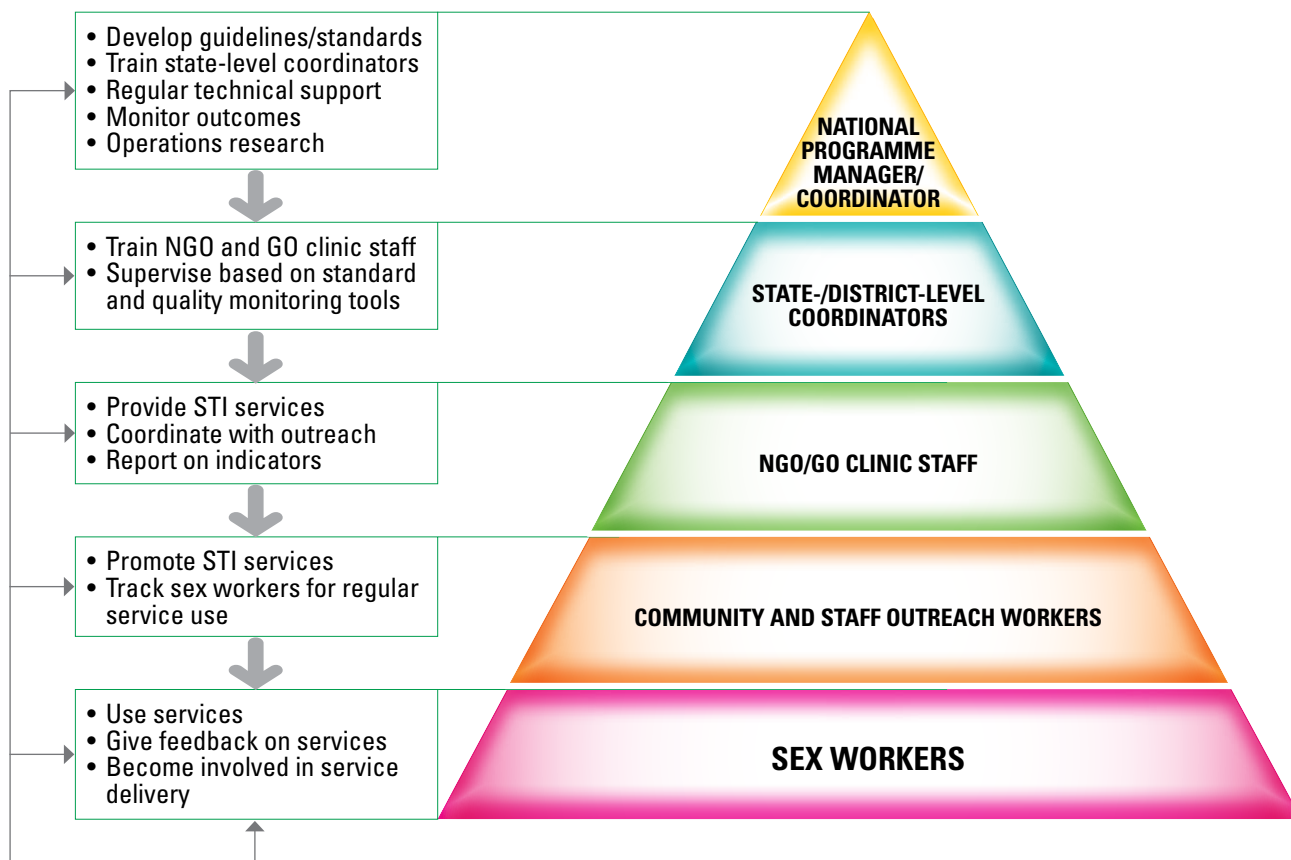 • Develop guidelines/standards
• Train state-level coordinators
• Regular technical support
• Monitor outcomes
• Operations research
NATIONAL
PROGRAMME
MANAGER/
COORDINATOR
• Train NGO and GO clinic staff
• Supervise based on standard
and quality monitoring tools
STATE-/DISTRICT-LEVEL
COORDINATORS
• Provide STI services
• Coordinate with outreach
• Report on indicators
NGO/GO CLINIC STAFF
• Promote STI services
• Track sex workers for regular
service use
COMMUNITY AND STAFF OUTREACH WORKERS
• Use services
• Give feedback on services
• Become involved in service
delivery
SEX WORKERS